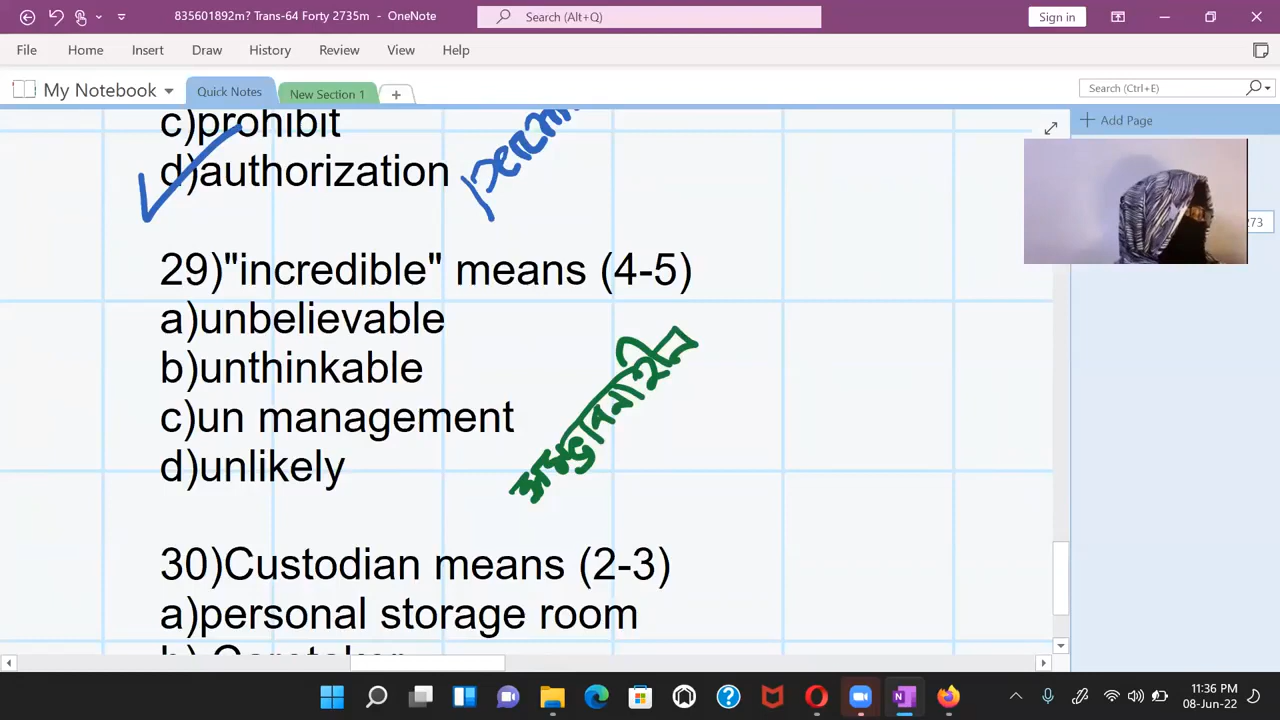 835601892m? Trans-64 Forty 2735m - OneNote
Search (Alt+Q)
Sign in
File Home Insert Draw History Review View Help
My Notebook
Quick Notes
New Section 1
Search (Ctrl+E)
Add Page
273
c)prohibit
d)authorization
29)"incredible" means (4-5)
a)unbelievable
b)unthinkable
c)un management
d)unlikely
30)Custodian means (2-3)
a)personal storage room
b) Caretaker
11:36 PM
08-Jun-22